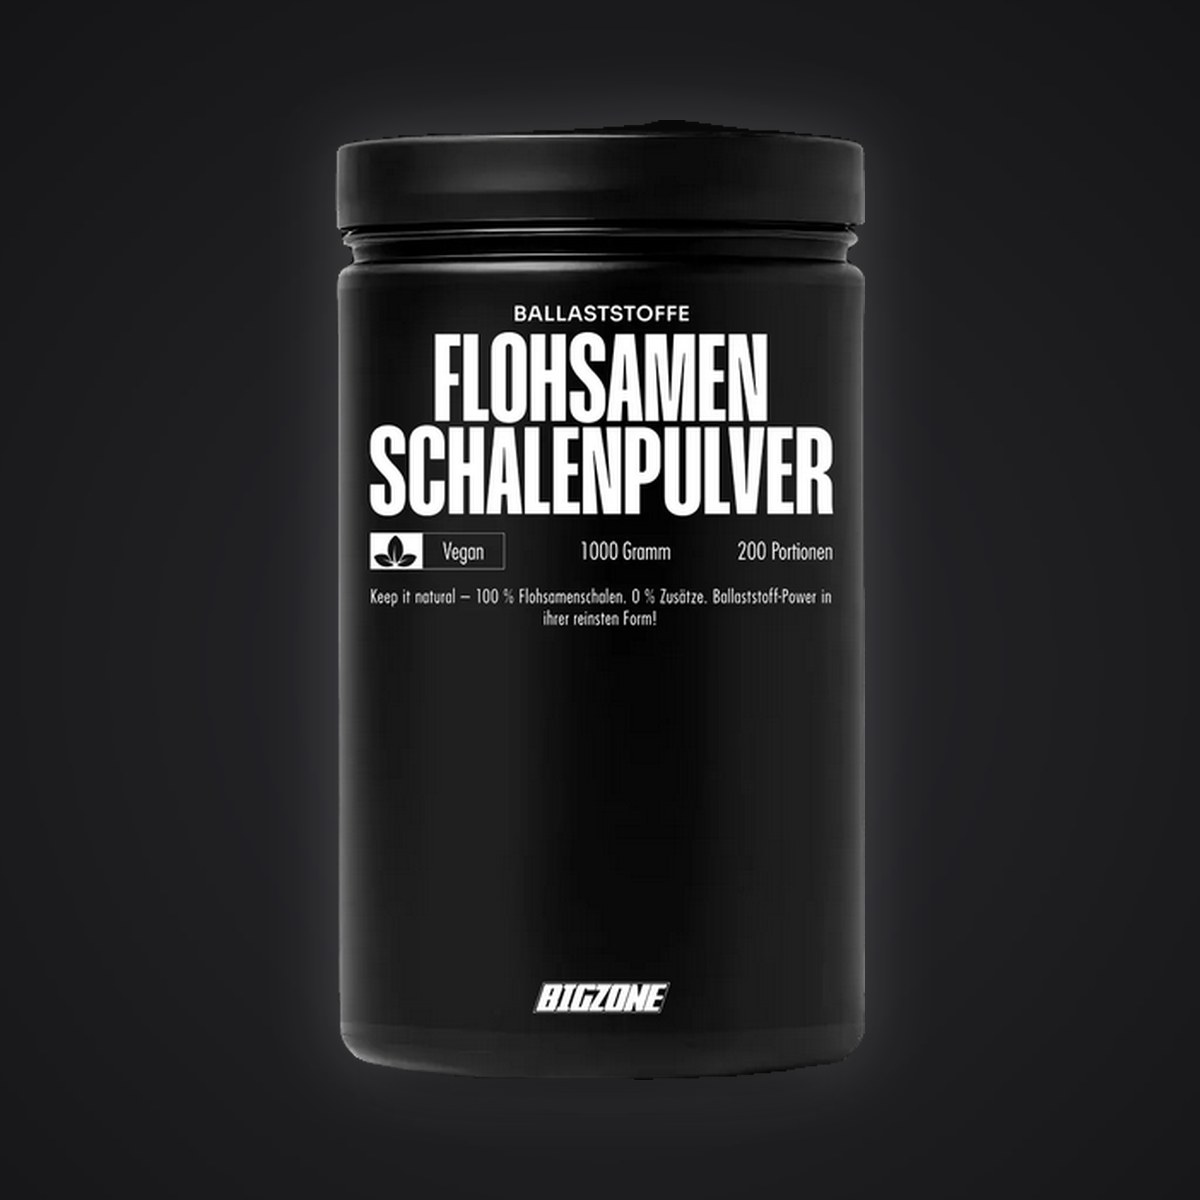 BALLASTSTOFFE
FLOHSAMEN
SCHALENPULVER
Vegan 1000 Gramm 200 Portionen
Keep it natural – 100 % Flohsamenschalen. 0 % Zusätze. Ballaststoff-Power in
ihrer reinsten Form!
BIGZONE